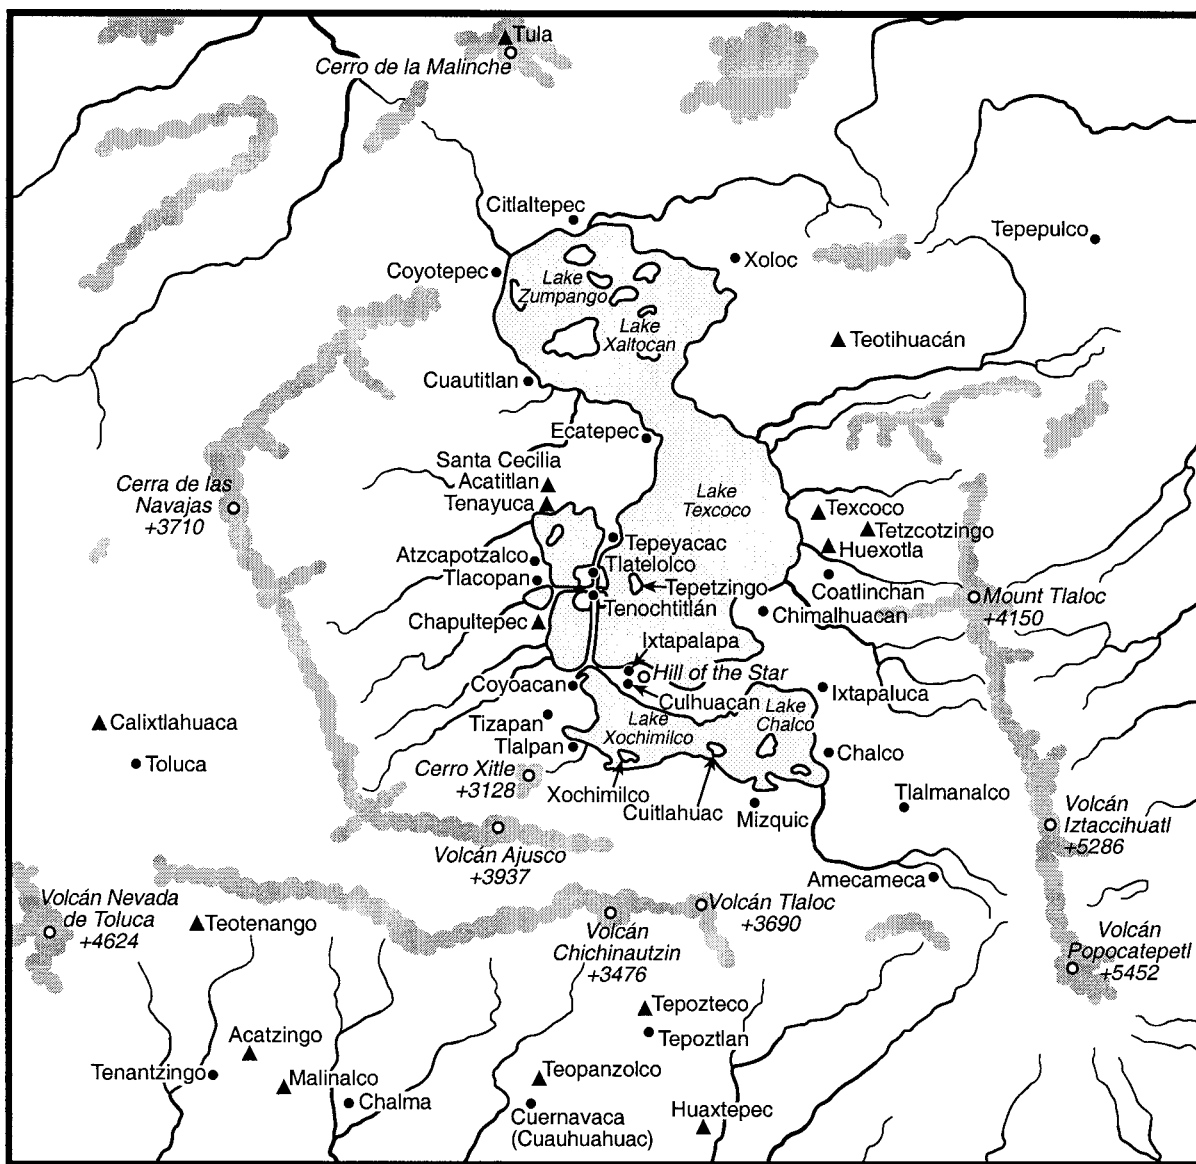 Tula
Cerro de la Malinche
Citlaltepec
Tepepulco
Xoloc
Coyotepec
Lake
Zumpango
Lake
Xaltocan
Teotihuacán
Cuautitlan
Ecatepec
Santa Cecilia
Acatitlan
Tenayuca
Cerra de las
Navajas
+3710
Lake
Texcoco
Texcoco
Tetzcotzingo
Huexotla
Tepeyacac
Atzcapotzalco
Tlatelolco
Tlacopan
Tepetzingo
Coatlinchan
Tenochtitlán
Mount Tlaloc
+4150
Chimalhuacan
Chapultepec
Ixtapalapa
Hill of the Star
Coyoacan
Culhuacan
Ixtapaluca
Calixtlahuaca
Tizapan
Lake
Xochimilco
Lake
Chalco
Tlalpan
Chalco
Toluca
Cerro Xitle
+3128
Xochimilco
Cuitlahuac
Mizquic
Tlalmanalco
Volcán
Iztaccihuatl
+5286
Volcán Ajusco
+3937
Amecameca
Volcán Nevada
de Toluca
+4624
Teotenango
Volcán Tlaloc
+3690
Volcán
Chichinautzin
+3476
Volcán
Popocatepetl
+5452
Tepozteco
Tepoztlan
Acatzingo
Tenantzingo
Malinalco
Chalma
Teopanzolco
Cuernavaca
(Cuauhuahuac)
Huaxtepec